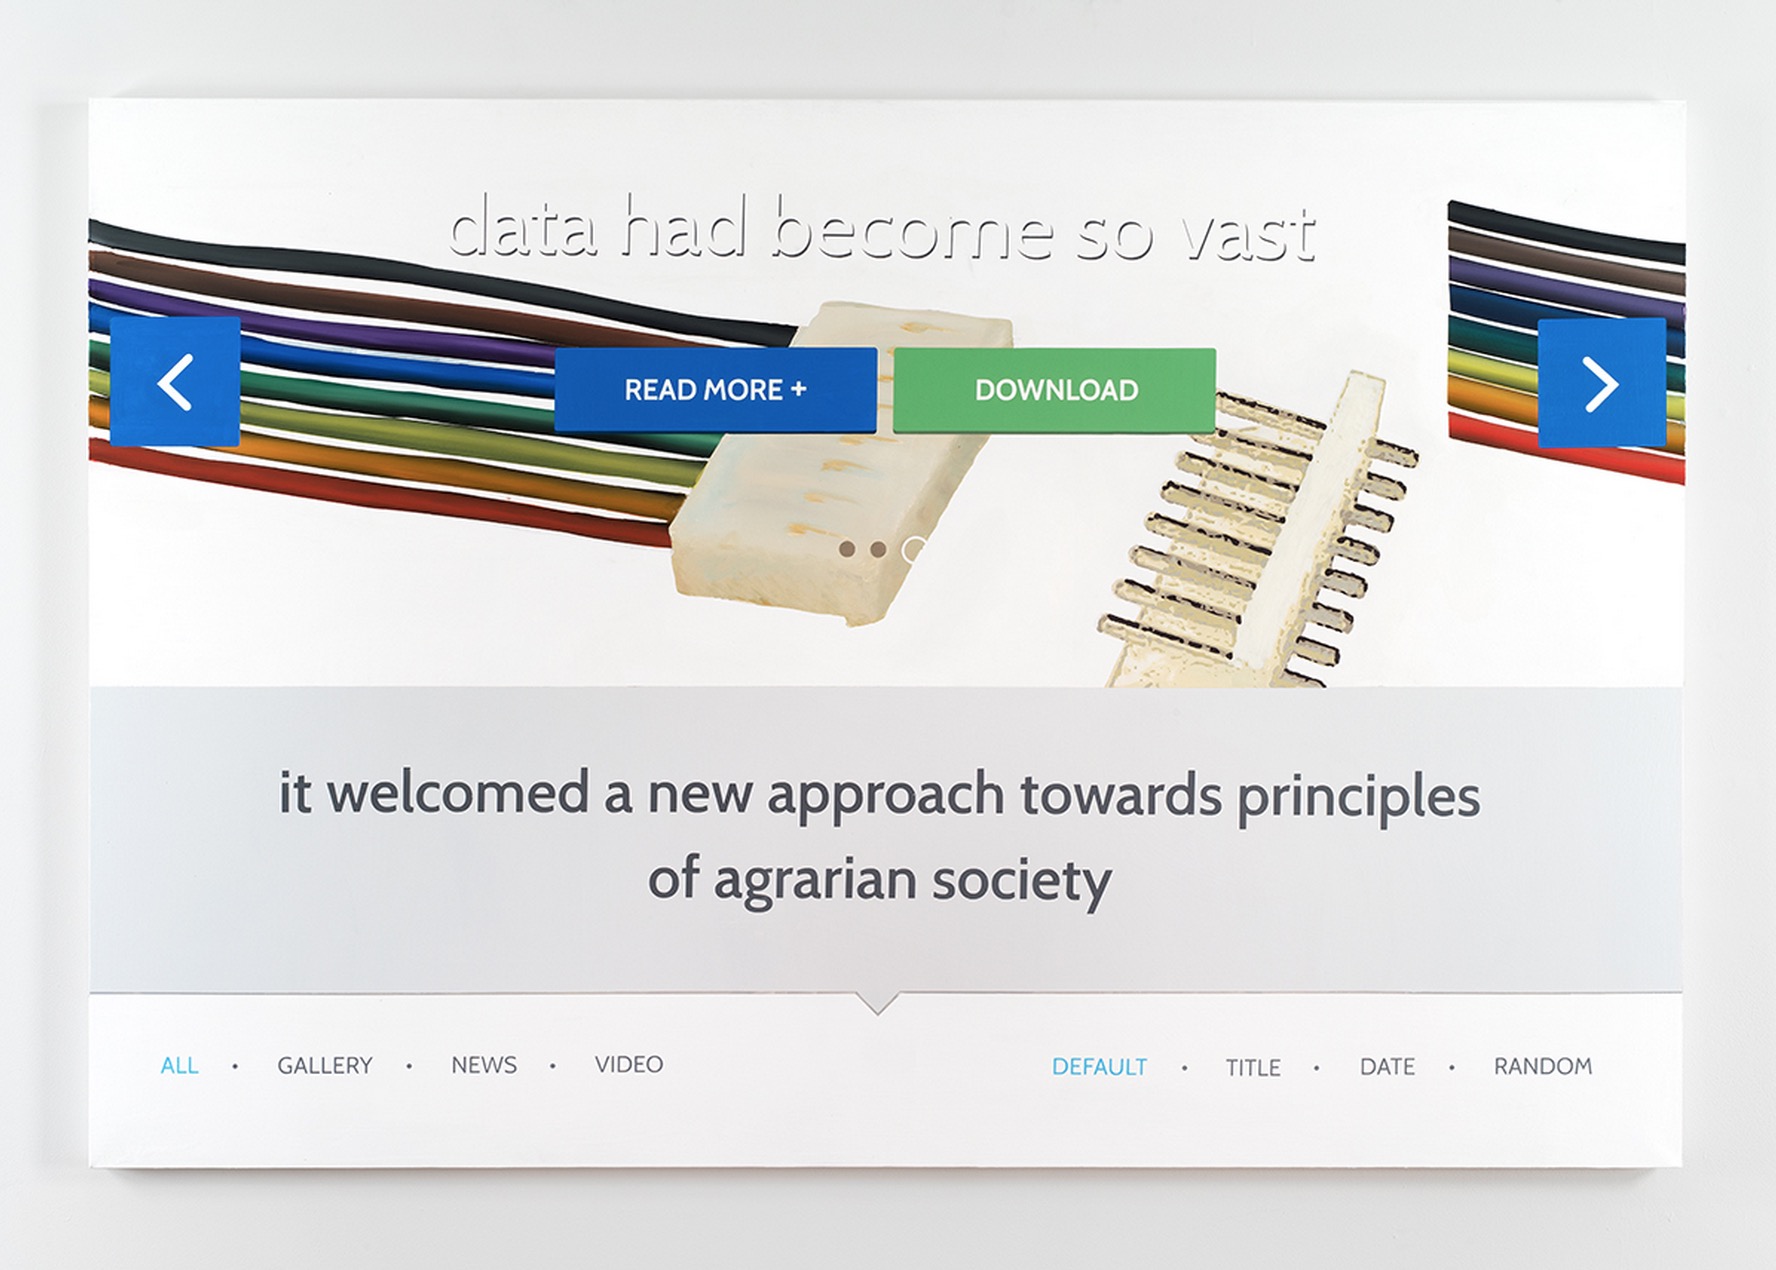 data had become so vast
READ MORE +
DOWNLOAD
it welcomed a new approach towards principles
of agrarian society
ALL • GALLERY • NEWS • VIDEO
DEFAULT • TITLE • DATE • RANDOM